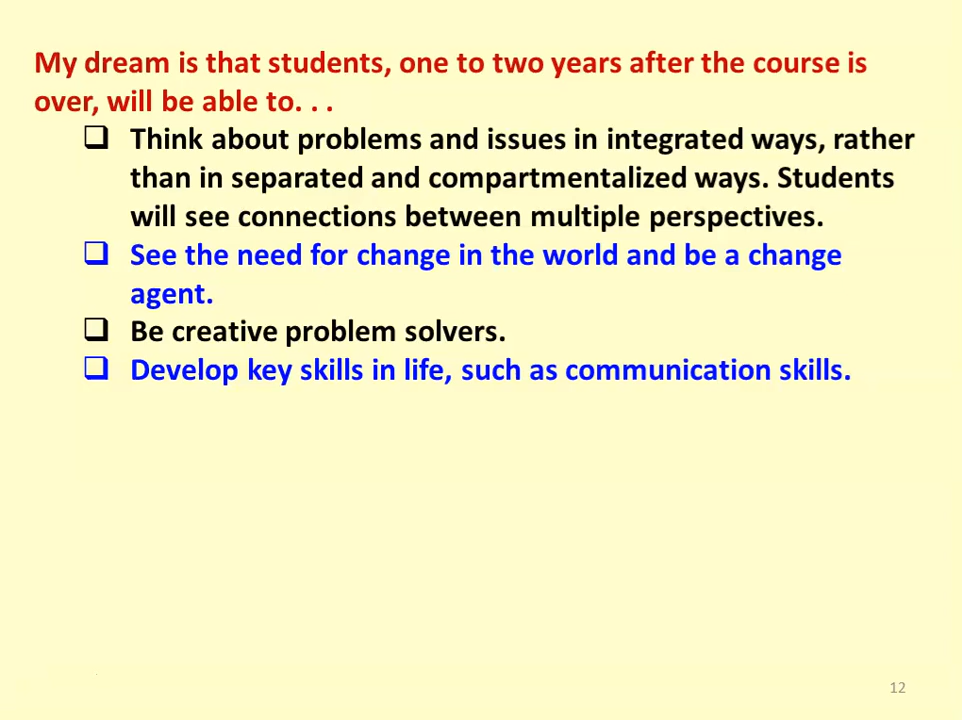 My dream is that students, one to two years after the course is
over, will be able to. . .
❑ Think about problems and issues in integrated ways, rather
than in separated and compartmentalized ways. Students
will see connections between multiple perspectives.
❑ See the need for change in the world and be a change
agent.
❑ Be creative problem solvers.
❑ Develop key skills in life, such as communication skills.
12